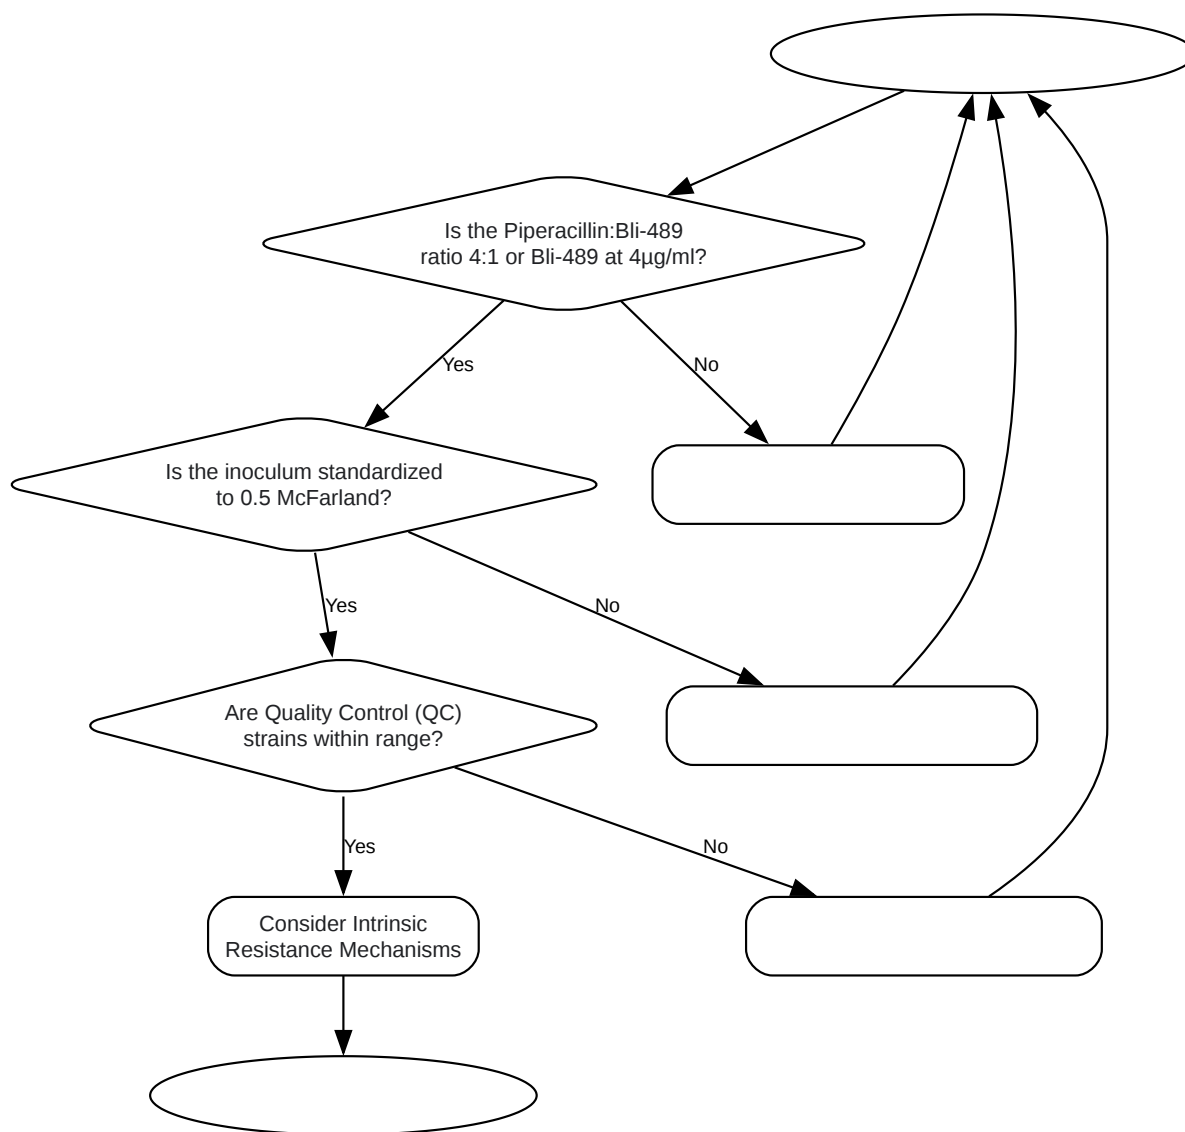 Is the Piperacillin:Bli-489
ratio 4:1 or Bli-489 at 4µg/ml?
Yes
No
Is the inoculum standardized
to 0.5 McFarland?
Yes
No
Are Quality Control (QC)
strains within range?
Yes
No
Consider Intrinsic
Resistance Mechanisms